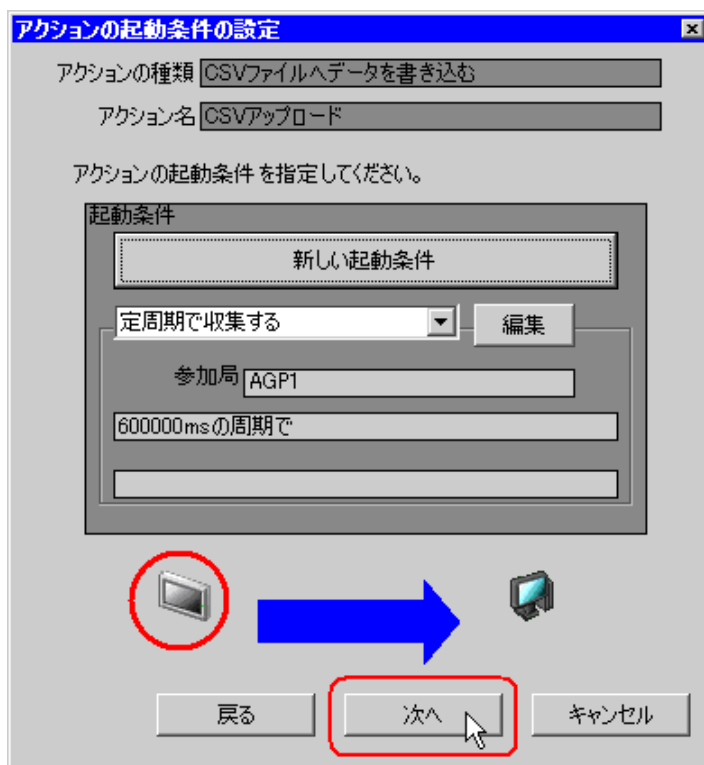 アクションの起動条件の設定
アクションの種類 CSVファイルへデータを書き込む
アクション名 CSVアップロード
アクションの起動条件を指定してください。
起動条件
新しい起動条件
定周期で収集する 編集
参加局 AGP1
600000msの周期で
戻る 次へ キャンセル